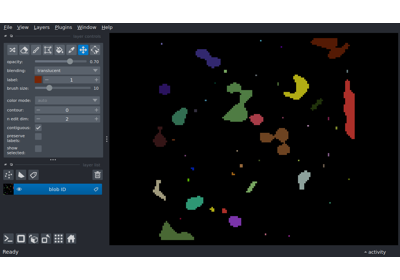 File View Layers Plugins Window Help
opacity: 0.70
blending: translucent
label: 1
brush size: 10
color mode:
contour: 0
n edit dim: 2
contiguous:
preserve labels:
show selected:
blob ID
Ready
activity